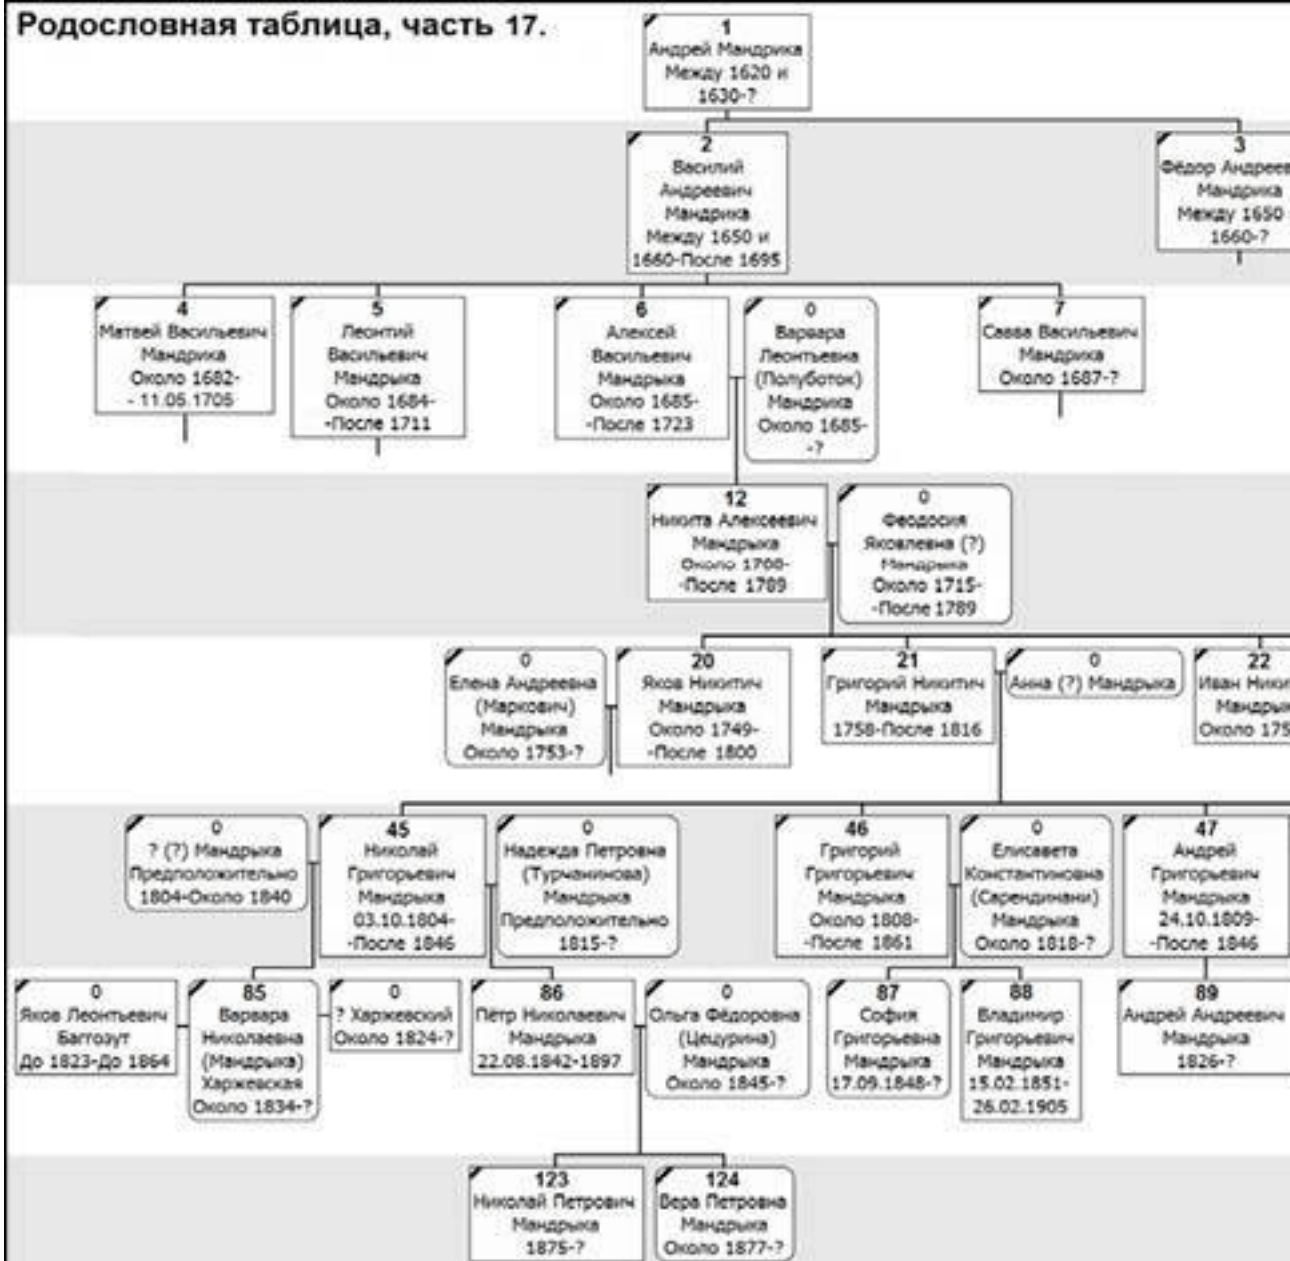 Родословная таблица, часть 17.
1
Андрей Мандрика
Между 1620 и
1630-?
2
Василий
Андреевич
Мандрика
Между 1650 и
1660-После 1695
3
Фёдор Андреев
Мандрика
Между 1650
1660-?
4
Матвей Васильевич
Мандрика
Около 1682-
- 11.05.1705
5
Леонтий
Васильевич
Мандрыка
Около 1684-
-После 1711
6
Алексей
Васильевич
Мандрыка
Около 1685-
-После 1723
0
Варвара
Леонтьевна
(Полуботок)
Мандрика
Около 1685-
-?
7
Савва Васильевич
Мандрика
Около 1687-?
12
Никита Алексеевич
Мандрыка
Около 1708-
-После 1789
0
Феодосия
Яковлевна (?)
Мандрыка
Около 1715-
-После 1789
0
Елена Андреевна
(Маркович)
Мандрыка
Около 1753-?
20
Яков Никитич
Мандрыка
Около 1749-
-После 1800
21
Григорий Никитич
Мандрыка
1758-После 1816
0
Анна (?) Мандрыка
22
Иван Ники
Мандрык
Около 175
0
? (?) Мандрыка
Предположительно
1804-Около 1840
45
Николай
Григорьевич
Мандрыка
03.10.1804-
-После 1846
0
Надежда Петровна
(Турчанинова)
Мандрыка
Предположительно
1815-?
46
Григорий
Григорьевич
Мандрыка
Около 1808-
-После 1861
0
Елисавета
Константиновна
(Сарендинаки)
Мандрыка
Около 1818-?
47
Андрей
Григорьевич
Мандрыка
24.10.1809-
-После 1846
0
Яков Леонтьевич
Баггозут
До 1823-До 1864
85
Варвара
Николаевна
(Мандрыка)
Харжевская
Около 1834-?
0
? Харжевский
Около 1824-?
86
Пётр Николаевич
Мандрыка
22.08.1842-1897
0
Ольга Фёдоровна
(Цецурина)
Мандрыка
Около 1845-?
87
София
Григорьевна
Мандрыка
17.09.1848-?
88
Владимир
Григорьевич
Мандрыка
15.02.1851-
26.02.1905
89
Андрей Андреевич
Мандрыка
1826-?
123
Николай Петрович
Мандрыка
1875-?
124
Вера Петровна
Мандрыка
Около 1877-?